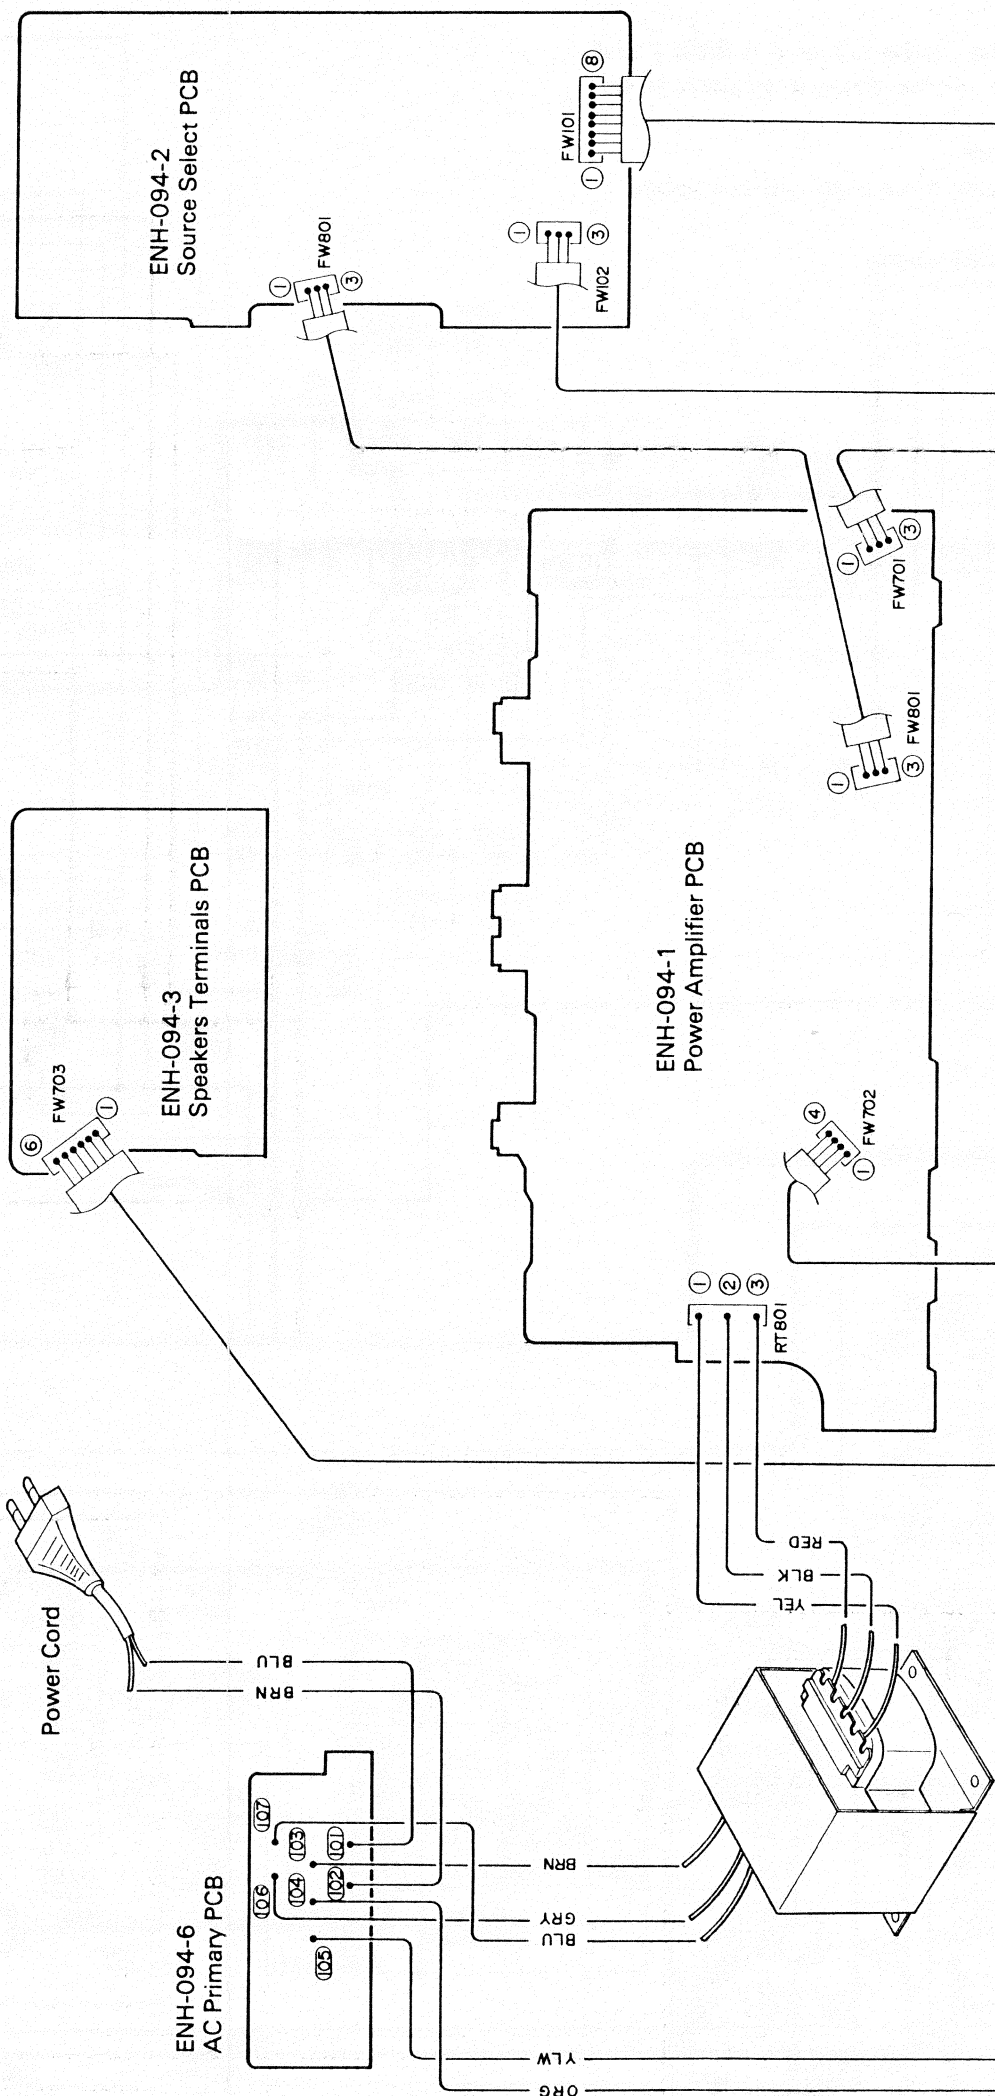 ENH-094-2
Source Select PCB
FW101
①
⑧
FW801
①
③
FW102
①
③
ENH-094-3
Speakers Terminals PCB
FW703
⑥
①
ENH-094-1
Power Amplifier PCB
FW701
①
③
FW801
①
③
FW702
④
①
RT801
①
②
③
RED
BLK
YEL
Power Cord
BLU
BRN
ENH-094-6
AC Primary PCB
107
106
103
104
101
102
105
BRN
GRY
BLU
YLW
ORG